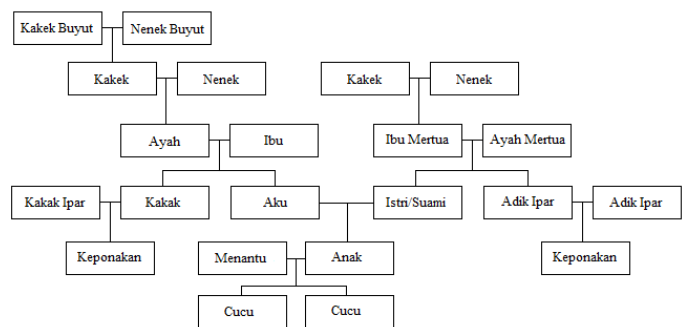 Kakek Buyut
Nenek Buyut
Kakek
Nenek
Kakek
Nenek
Ayah
Ibu
Ibu Mertua
Ayah Mertua
Kakak Ipar
Kakak
Aku
Istri/Suami
Adik Ipar
Adik Ipar
Keponakan
Menantu
Anak
Keponakan
Cucu
Cucu